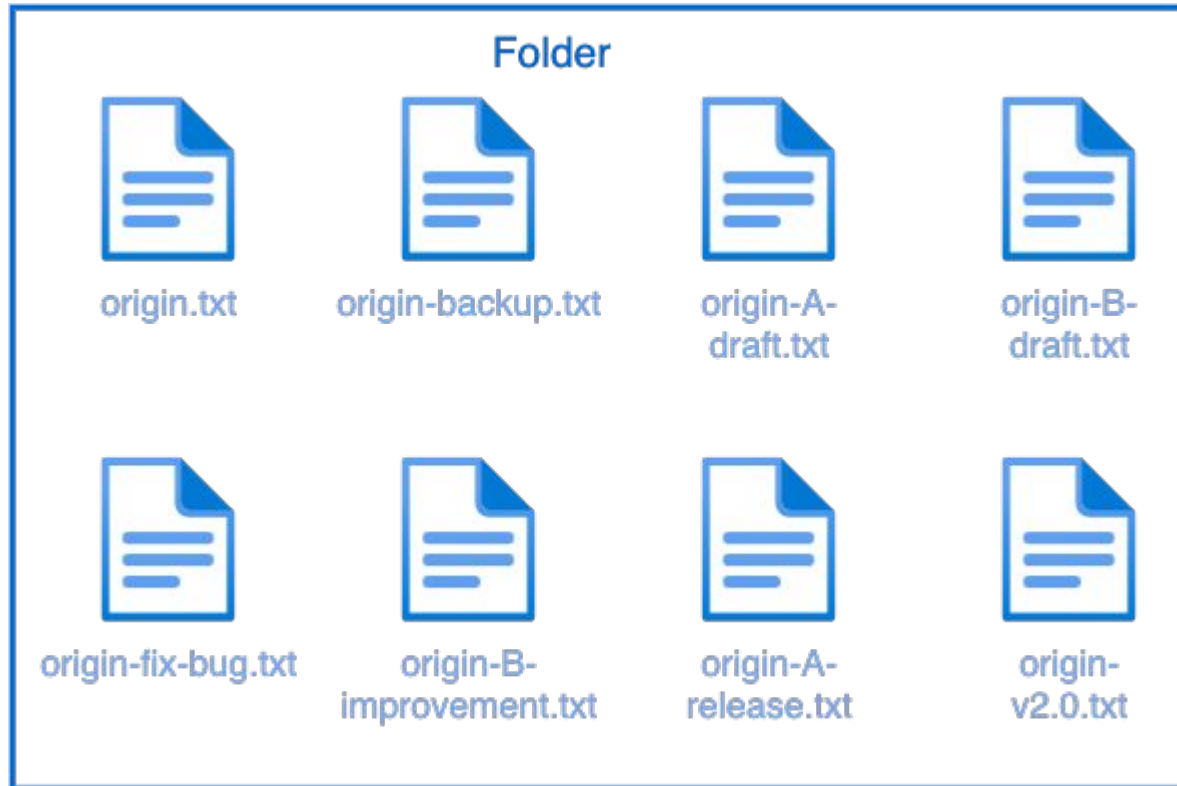 Folder
origin.txt
origin-backup.txt
origin-A-
draft.txt
origin-B-
draft.txt
origin-fix-bug.txt
origin-B-
improvement.txt
origin-A-
release.txt
origin-
v2.0.txt